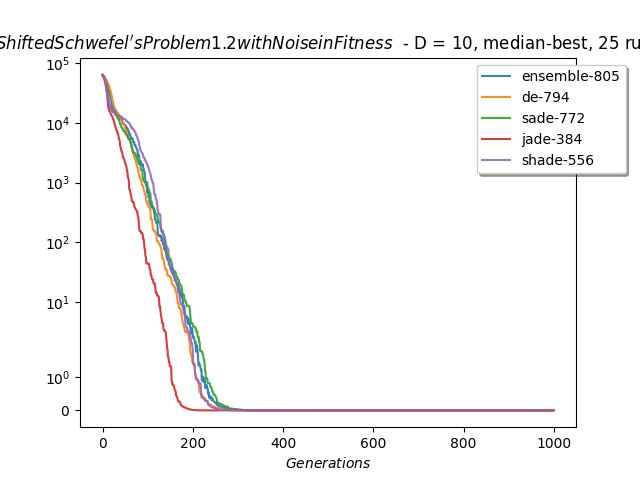 ShiftedSchwefel'sProblem1.2withNoiseinFitness - D = 10, median-best, 25 ru
10^5
10^4
10^3
10^2
10^1
10^0
0
ensemble-805
de-794
sade-772
jade-384
shade-556
0 200 400 600 800 1000
Generations